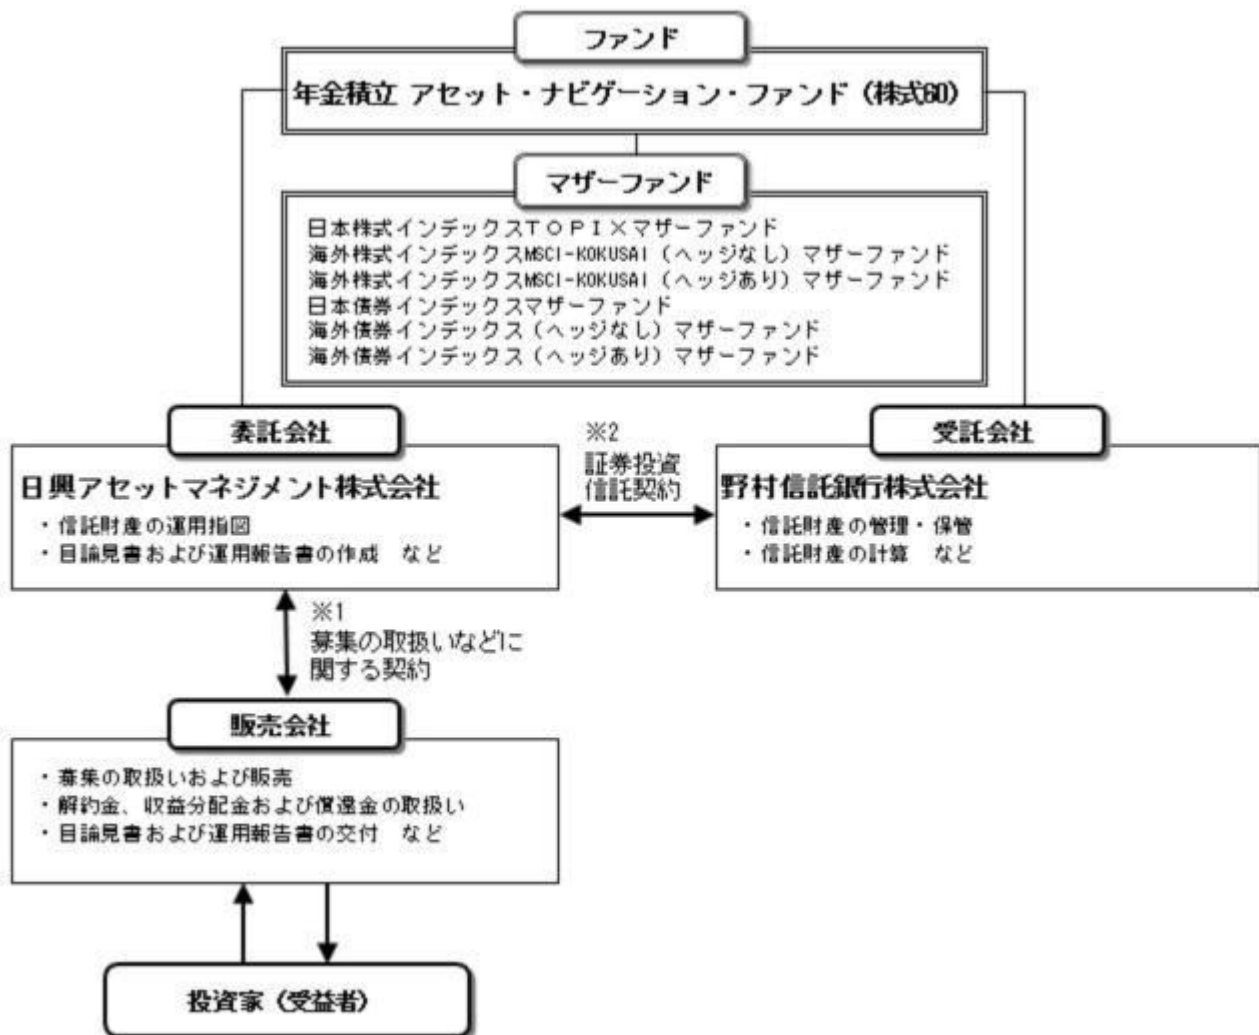 ファンド
年金積立 アセット・ナビゲーション・ファンド（株式60）
マザーファンド
日本株式インデックスＴＯＰＩＸマザーファンド
海外株式インデックスMSCI-KOKUSAI（ヘッジなし）マザーファンド
海外株式インデックスMSCI-KOKUSAI（ヘッジあり）マザーファンド
日本債券インデックスマザーファンド
海外債券インデックス（ヘッジなし）マザーファンド
海外債券インデックス（ヘッジあり）マザーファンド
委託会社
日興アセットマネジメント株式会社
・信託財産の運用指図
・目論見書および運用報告書の作成　など
※2
証券投資
信託契約
受託会社
野村信託銀行株式会社
・信託財産の管理・保管
・信託財産の計算　など
※1
募集の取扱いなどに
関する契約
販売会社
・募集の取扱いおよび販売
・解約金、収益分配金および償還金の取扱い
・目論見書および運用報告書の交付　など
投資家（受益者）